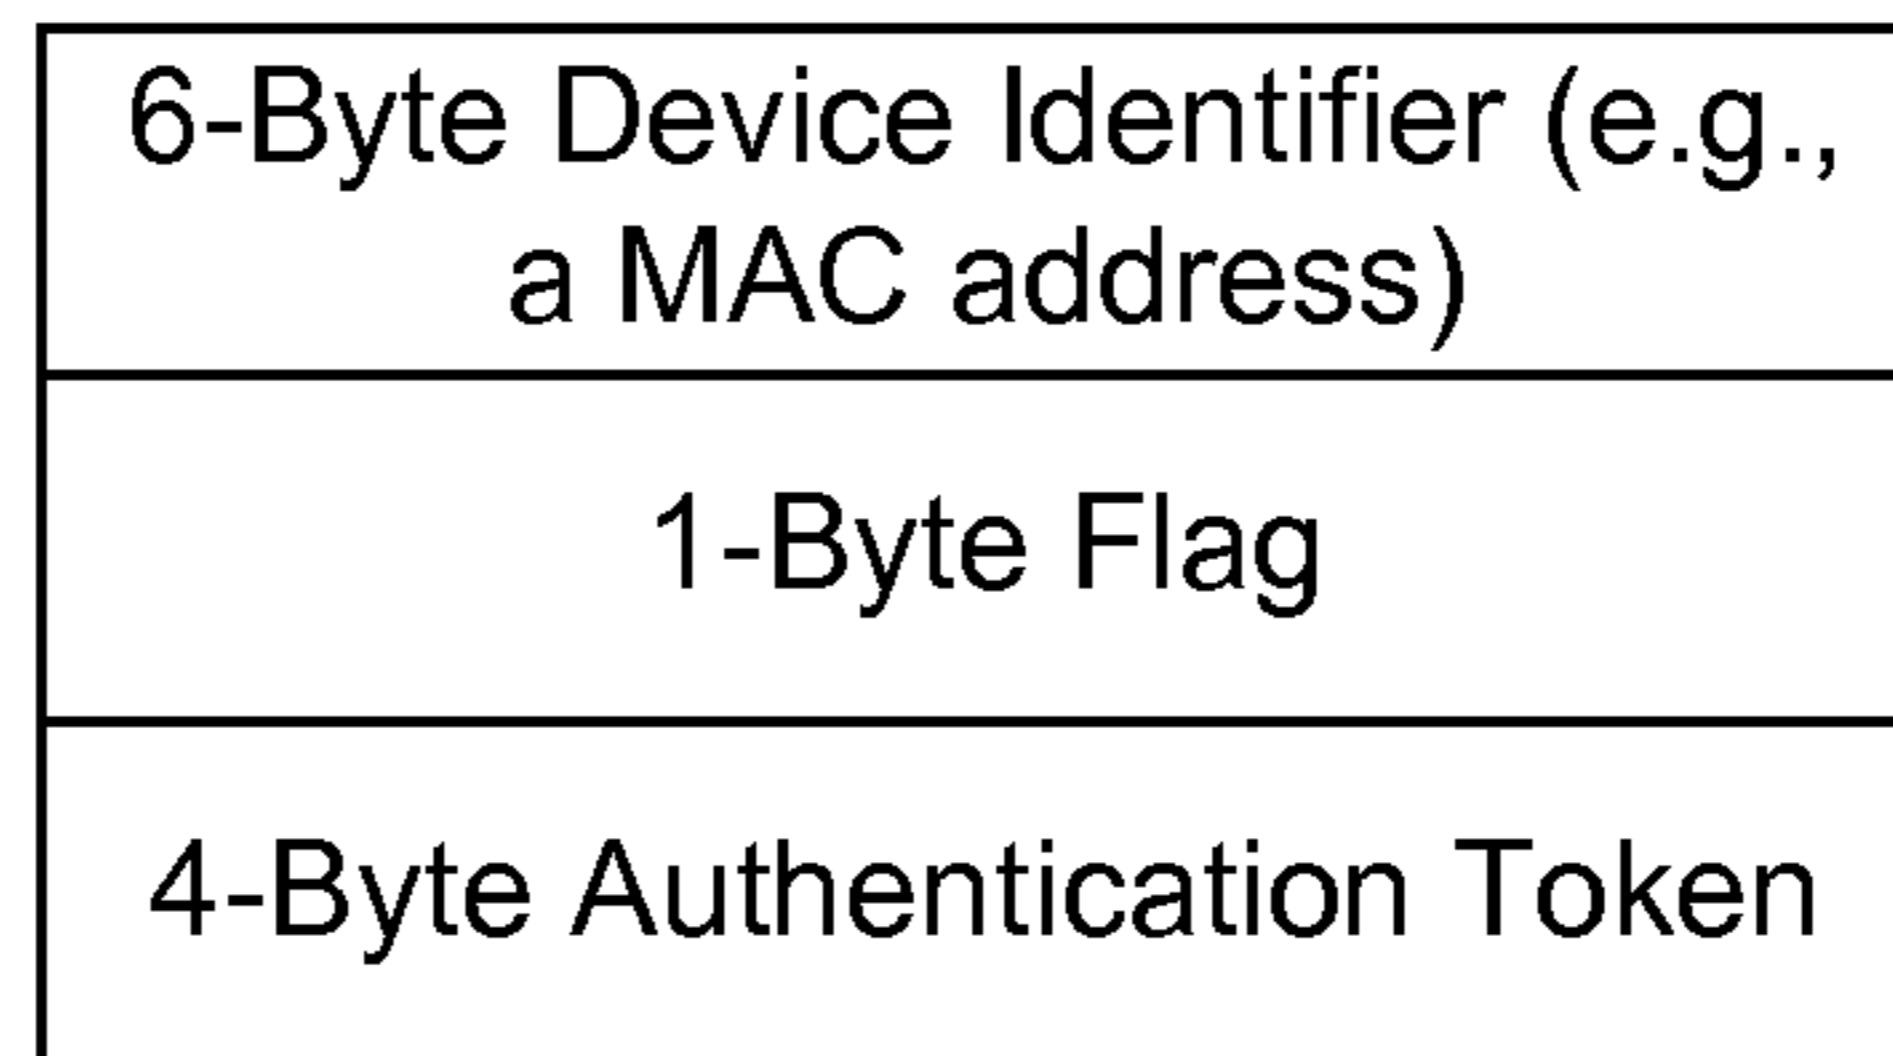 6-Byte Device Identifier (e.g.,
a MAC address)
1-Byte Flag
4-Byte Authentication Token